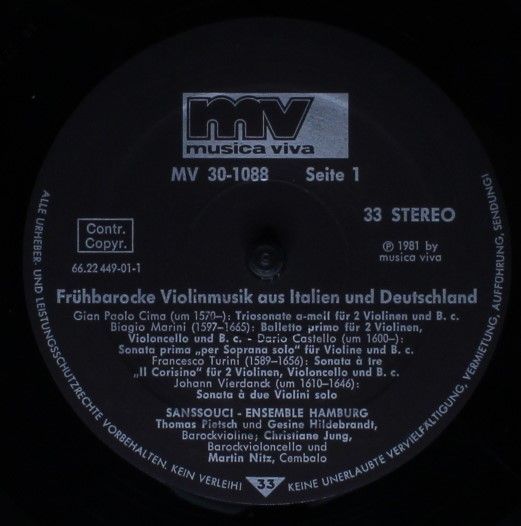 mv
musica viva
MV 30-1088 Seite 1
33 STEREO
Contr.
Copyr.
℗ 1981 by
musica viva
66.22 449-01-1
Frühbarocke Violinmusik aus Italien und Deutschland
Gian Paolo Cima (um 1570–): Triosonate a-moll für 2 Violinen und B. c.
Biagio Marini (1597-1665): Balletto primo für 2 Violinen,
Violoncello und B. c. - Dario Castello (um 1600–):
Sonata prima „per Soprano solo" für Violine und B. c.
Francesco Turini (1589-1656): Sonata à tre
„Il Corisino" für 2 Violinen, Violoncello und B. c.
Johann Vierdanck (um 1610-1646):
Sonata à due Violini solo
SANSSOUCI - ENSEMBLE HAMBURG
Thomas Pietsch und Gesine Hildebrandt,
Barockvioline; Christiane Jung,
Barockvioloncello und
Martin Nitz, Cembalo
33
ALLE URHEBER- UND LEISTUNGSSCHUTZRECHTE VORBEHALTEN. KEIN VERLEIH! KEINE UNERLAUBTE VERVIELFÄLTIGUNG, VERMIETUNG, AUFFÜHRUNG, SENDUNG!